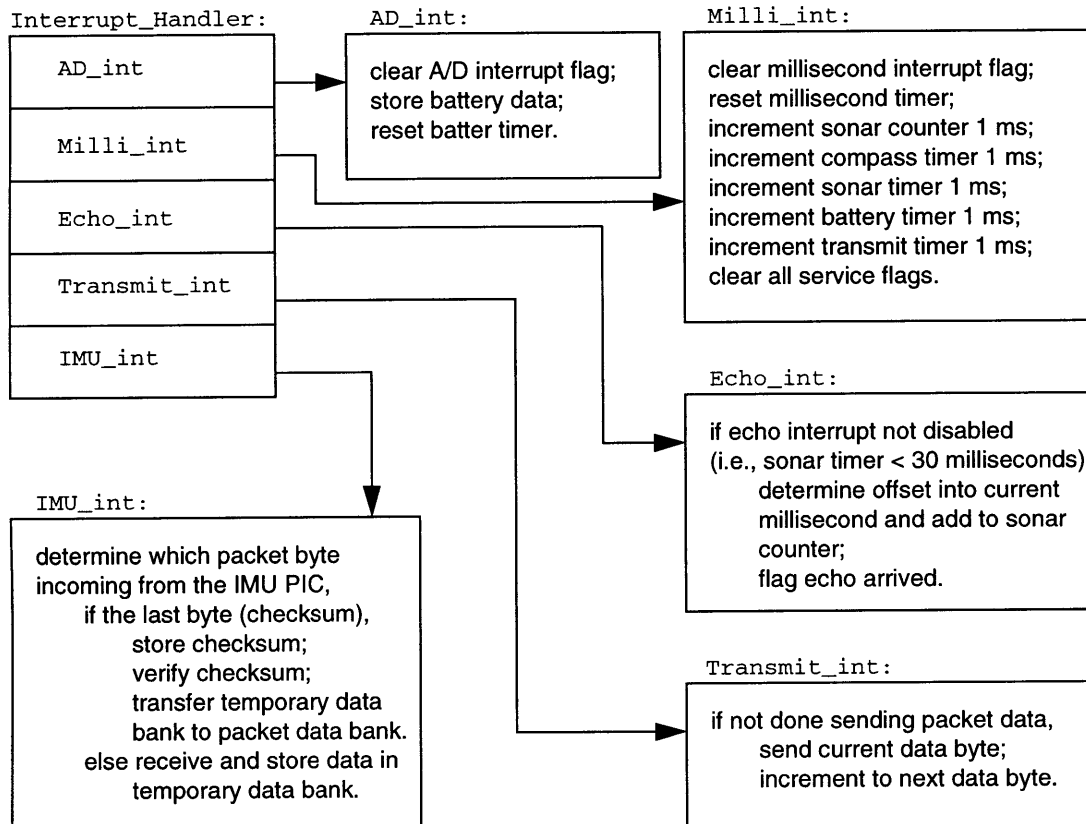 Interrupt_Handler:
AD_int
Milli_int
Echo_int
Transmit_int
IMU_int
AD_int:
clear A/D interrupt flag;
store battery data;
reset batter timer.
Milli_int:
clear millisecond interrupt flag;
reset millisecond timer;
increment sonar counter 1 ms;
increment compass timer 1 ms;
increment sonar timer 1 ms;
increment battery timer 1 ms;
increment transmit timer 1 ms;
clear all service flags.
Echo_int:
if echo interrupt not disabled
(i.e., sonar timer < 30 milliseconds)
determine offset into current
millisecond and add to sonar
counter;
flag echo arrived.
IMU_int:
determine which packet byte
incoming from the IMU PIC,
if the last byte (checksum),
store checksum;
verify checksum;
transfer temporary data
bank to packet data bank.
else receive and store data in
temporary data bank.
Transmit_int:
if not done sending packet data,
send current data byte;
increment to next data byte.